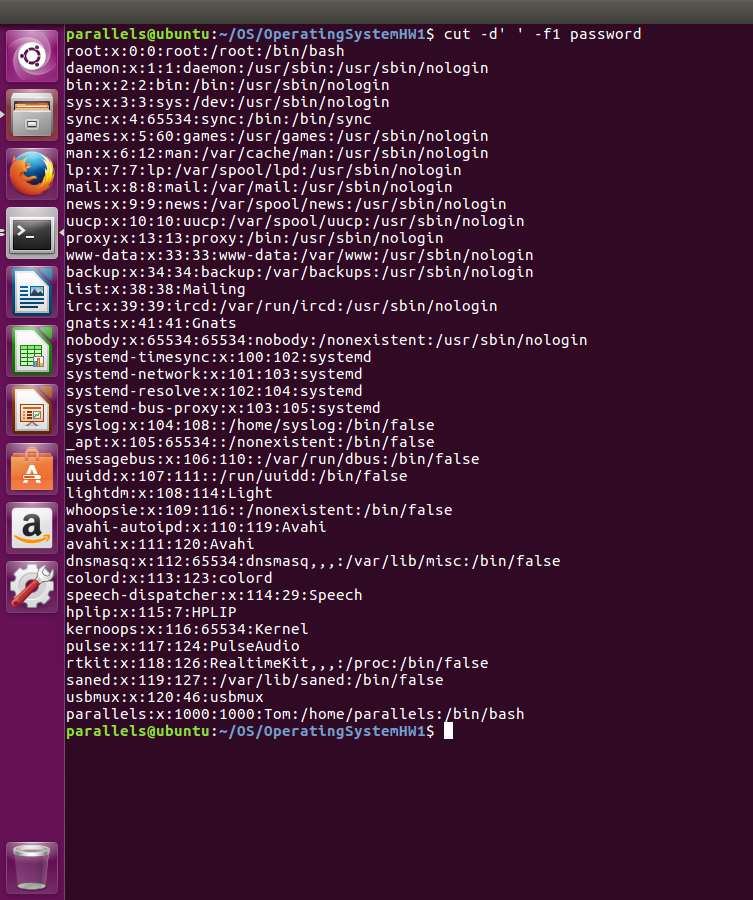 parallels@ubuntu:~/OS/OperatingSystemHW1$ cut -d' ' -f1 password
root:x:0:0:root:/root:/bin/bash
daemon:x:1:1:daemon:/usr/sbin:/usr/sbin/nologin
bin:x:2:2:bin:/bin:/usr/sbin/nologin
sys:x:3:3:sys:/dev:/usr/sbin/nologin
sync:x:4:65534:sync:/bin:/bin/sync
games:x:5:60:games:/usr/games:/usr/sbin/nologin
man:x:6:12:man:/var/cache/man:/usr/sbin/nologin
lp:x:7:7:lp:/var/spool/lpd:/usr/sbin/nologin
mail:x:8:8:mail:/var/mail:/usr/sbin/nologin
news:x:9:9:news:/var/spool/news:/usr/sbin/nologin
uucp:x:10:10:uucp:/var/spool/uucp:/usr/sbin/nologin
proxy:x:13:13:proxy:/bin:/usr/sbin/nologin
www-data:x:33:33:www-data:/var/www:/usr/sbin/nologin
backup:x:34:34:backup:/var/backups:/usr/sbin/nologin
list:x:38:38:Mailing
irc:x:39:39:ircd:/var/run/ircd:/usr/sbin/nologin
gnats:x:41:41:Gnats
nobody:x:65534:65534:nobody:/nonexistent:/usr/sbin/nologin
systemd-timesync:x:100:102:systemd
systemd-network:x:101:103:systemd
systemd-resolve:x:102:104:systemd
systemd-bus-proxy:x:103:105:systemd
syslog:x:104:108::/home/syslog:/bin/false
_apt:x:105:65534::/nonexistent:/bin/false
messagebus:x:106:110::/var/run/dbus:/bin/false
uuidd:x:107:111::/run/uuidd:/bin/false
lightdm:x:108:114:Light
whoopsie:x:109:116::/nonexistent:/bin/false
avahi-autoipd:x:110:119:Avahi
avahi:x:111:120:Avahi
dnsmasq:x:112:65534:dnsmasq,,,:/var/lib/misc:/bin/false
colord:x:113:123:colord
speech-dispatcher:x:114:29:Speech
hplip:x:115:7:HPLIP
kernoops:x:116:65534:Kernel
pulse:x:117:124:PulseAudio
rtkit:x:118:126:RealtimeKit,,,:/proc:/bin/false
saned:x:119:127::/var/lib/saned:/bin/false
usbmux:x:120:46:usbmux
parallels:x:1000:1000:Tom:/home/parallels:/bin/bash
parallels@ubuntu:~/OS/OperatingSystemHW1$